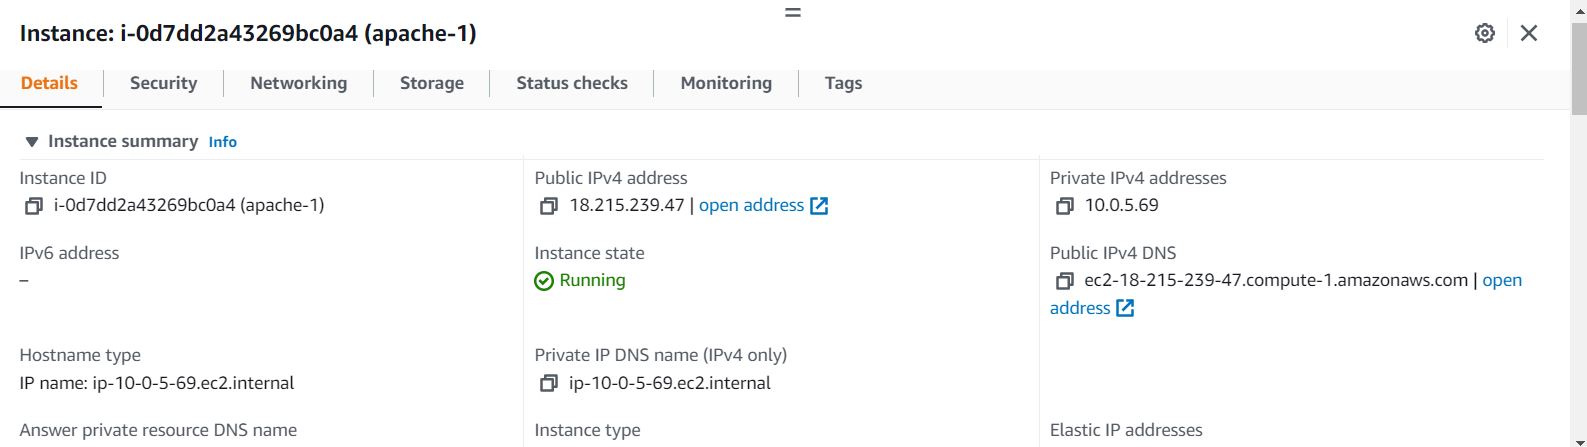 Instance: i-0d7dd2a43269bc0a4 (apache-1)
Details
Security
Networking
Storage
Status checks
Monitoring
Tags
Instance summary Info
Instance ID
i-0d7dd2a43269bc0a4 (apache-1)
Public IPv4 address
18.215.239.47 | open address
Private IPv4 addresses
10.0.5.69
IPv6 address
–
Instance state
Running
Public IPv4 DNS
ec2-18-215-239-47.compute-1.amazonaws.com | open
address
Hostname type
IP name: ip-10-0-5-69.ec2.internal
Private IP DNS name (IPv4 only)
ip-10-0-5-69.ec2.internal
Answer private resource DNS name
Instance type
Elastic IP addresses